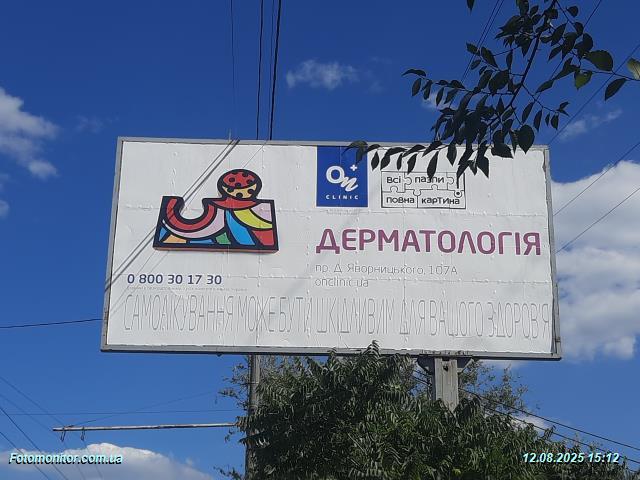 On
CLINIC
Всі пазли
повна картина
ДЕРМАТОЛОГІЯ
пр. Д. Яворницького, 107А
onclinic.ua
0 800 30 17 30
САМОЛІКУВАННЯ МОЖЕ БУТИ ШКІДЛИВИМ ДЛЯ ВАШОГО ЗДОРОВ'Я
Fotomonitor.com.ua
12.08.2025 15:12